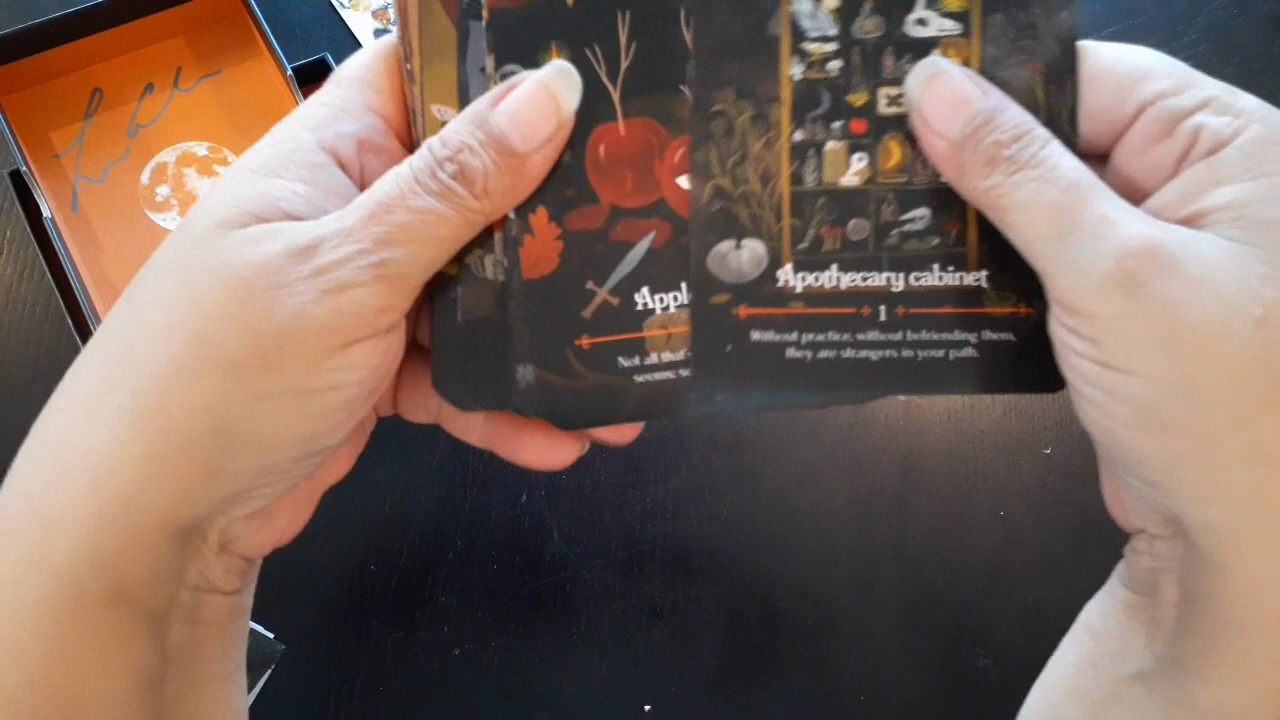 Apothecary cabinet
1
Without practice, without befriending them,
they are strangers in your path.
Appl
Not all that
seems; s